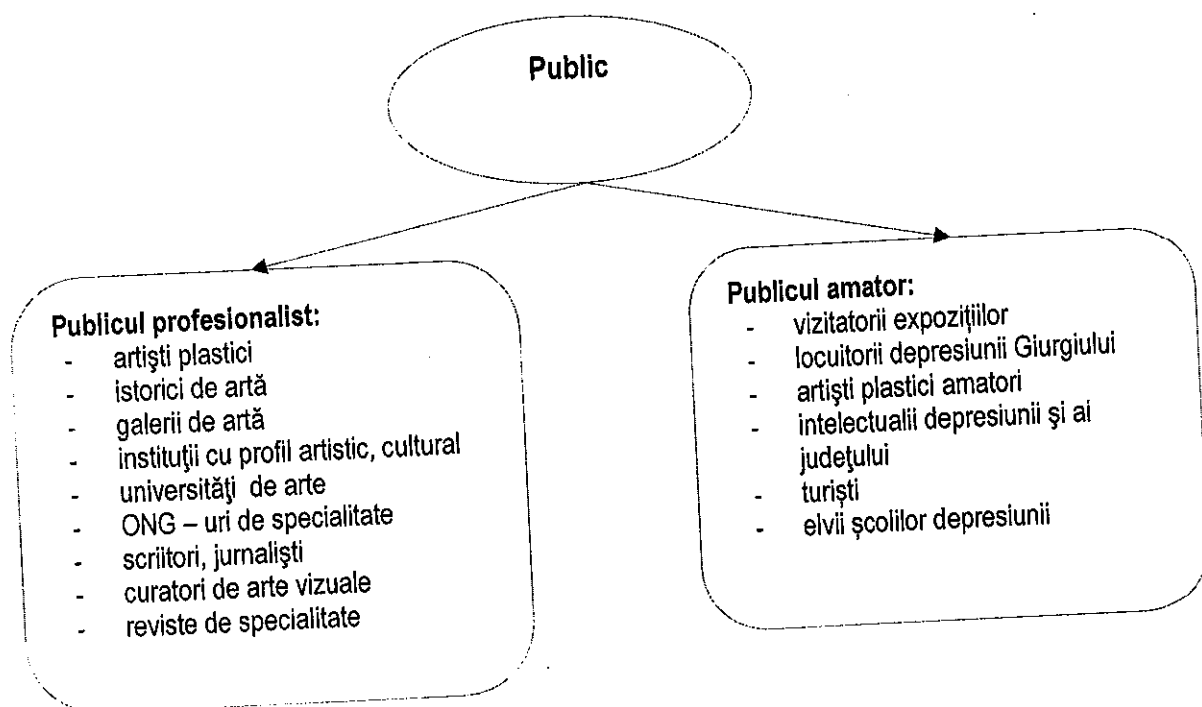 Public
Publicul profesionalist:
- artişti plastici
- istorici de artă
- galerii de artă
- instituţii cu profil artistic, cultural
- universităţi de arte
- ONG – uri de specialitate
- scriitori, jurnalişti
- curatori de arte vizuale
- reviste de specialitate
Publicul amator:
- vizitatorii expoziţiilor
- locuitorii depresiunii Giurgiului
- artişti plastici amatori
- intelectualii depresiunii şi ai
judeţului
- turişti
- elvii şcolilor depresiunii